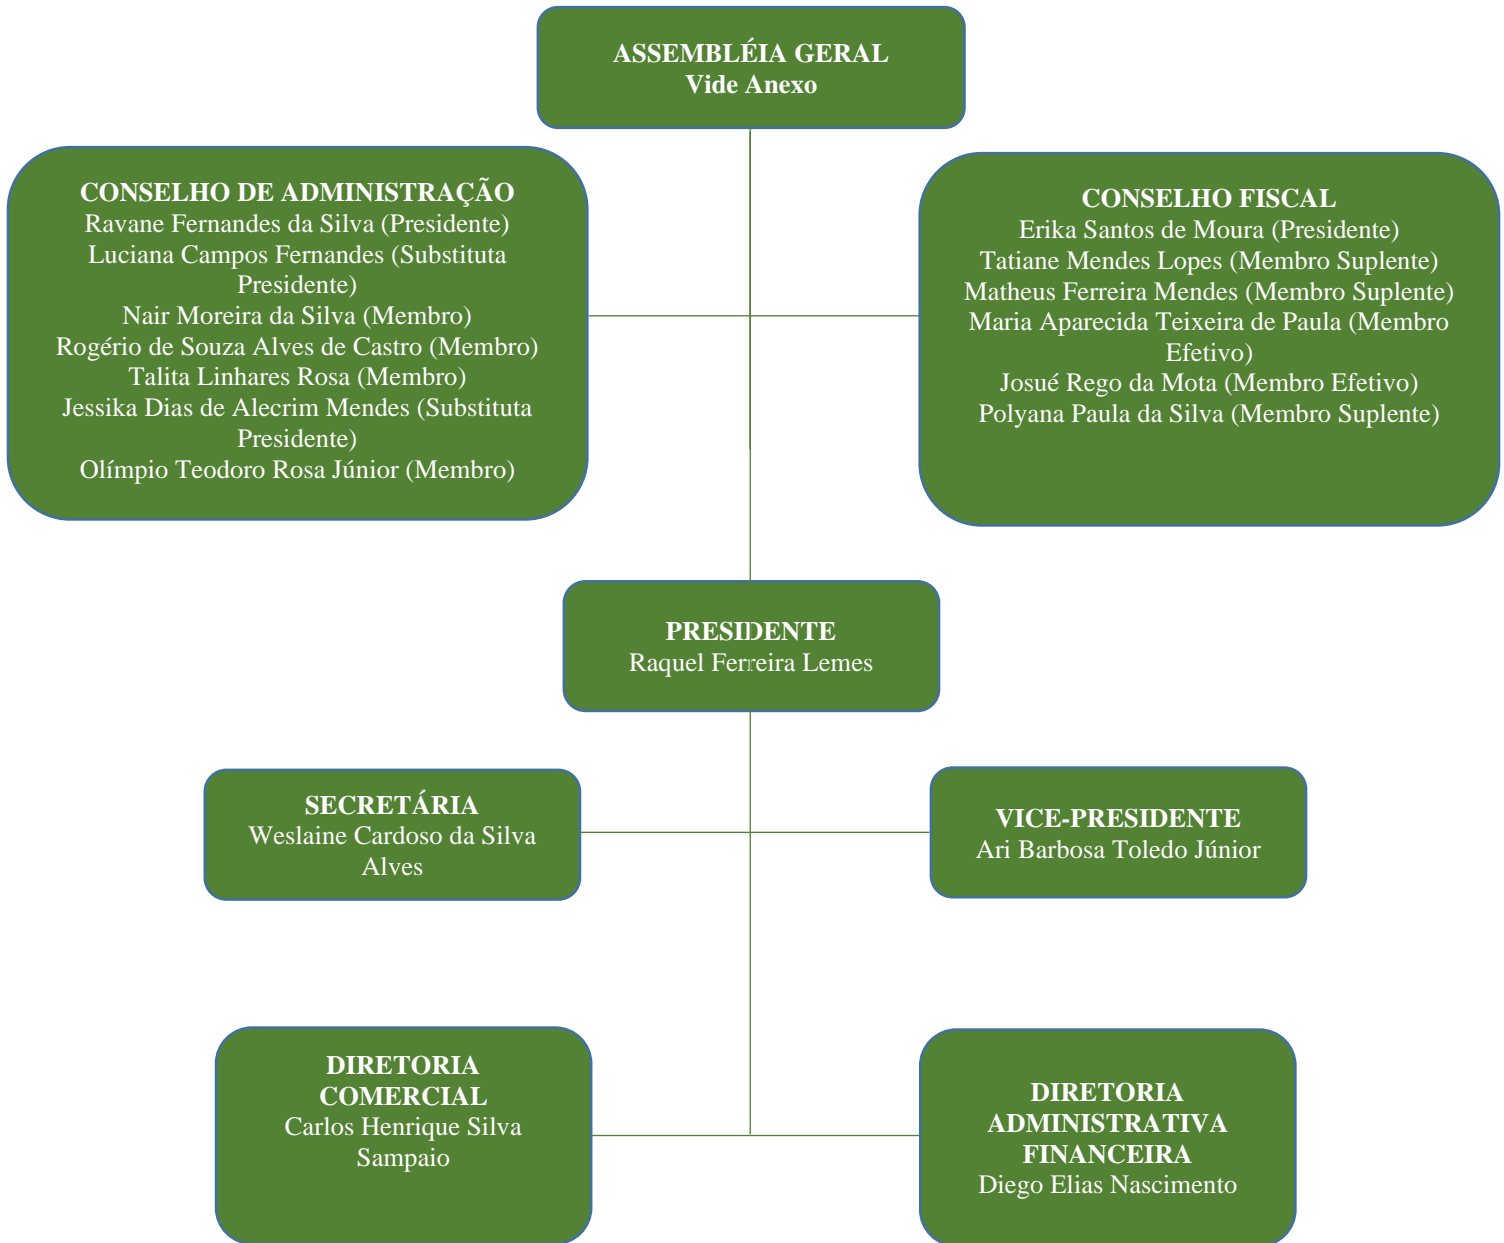 ASSEMBLÉIA GERAL
Vide Anexo
CONSELHO DE ADMINISTRAÇÃO
Ravane Fernandes da Silva (Presidente)
Luciana Campos Fernandes (Substituta
Presidente)
Nair Moreira da Silva (Membro)
Rogério de Souza Alves de Castro (Membro)
Talita Linhares Rosa (Membro)
Jessika Dias de Alecrim Mendes (Substituta
Presidente)
Olímpio Teodoro Rosa Júnior (Membro)
CONSELHO FISCAL
Erika Santos de Moura (Presidente)
Tatiane Mendes Lopes (Membro Suplente)
Matheus Ferreira Mendes (Membro Suplente)
Maria Aparecida Teixeira de Paula (Membro
Efetivo)
Josué Rego da Mota (Membro Efetivo)
Polyana Paula da Silva (Membro Suplente)
PRESIDENTE
Raquel Ferreira Lemes
SECRETÁRIA
Weslaine Cardoso da Silva
Alves
VICE-PRESIDENTE
Ari Barbosa Toledo Júnior
DIRETORIA
COMERCIAL
Carlos Henrique Silva
Sampaio
DIRETORIA
ADMINISTRATIVA
FINANCEIRA
Diego Elias Nascimento